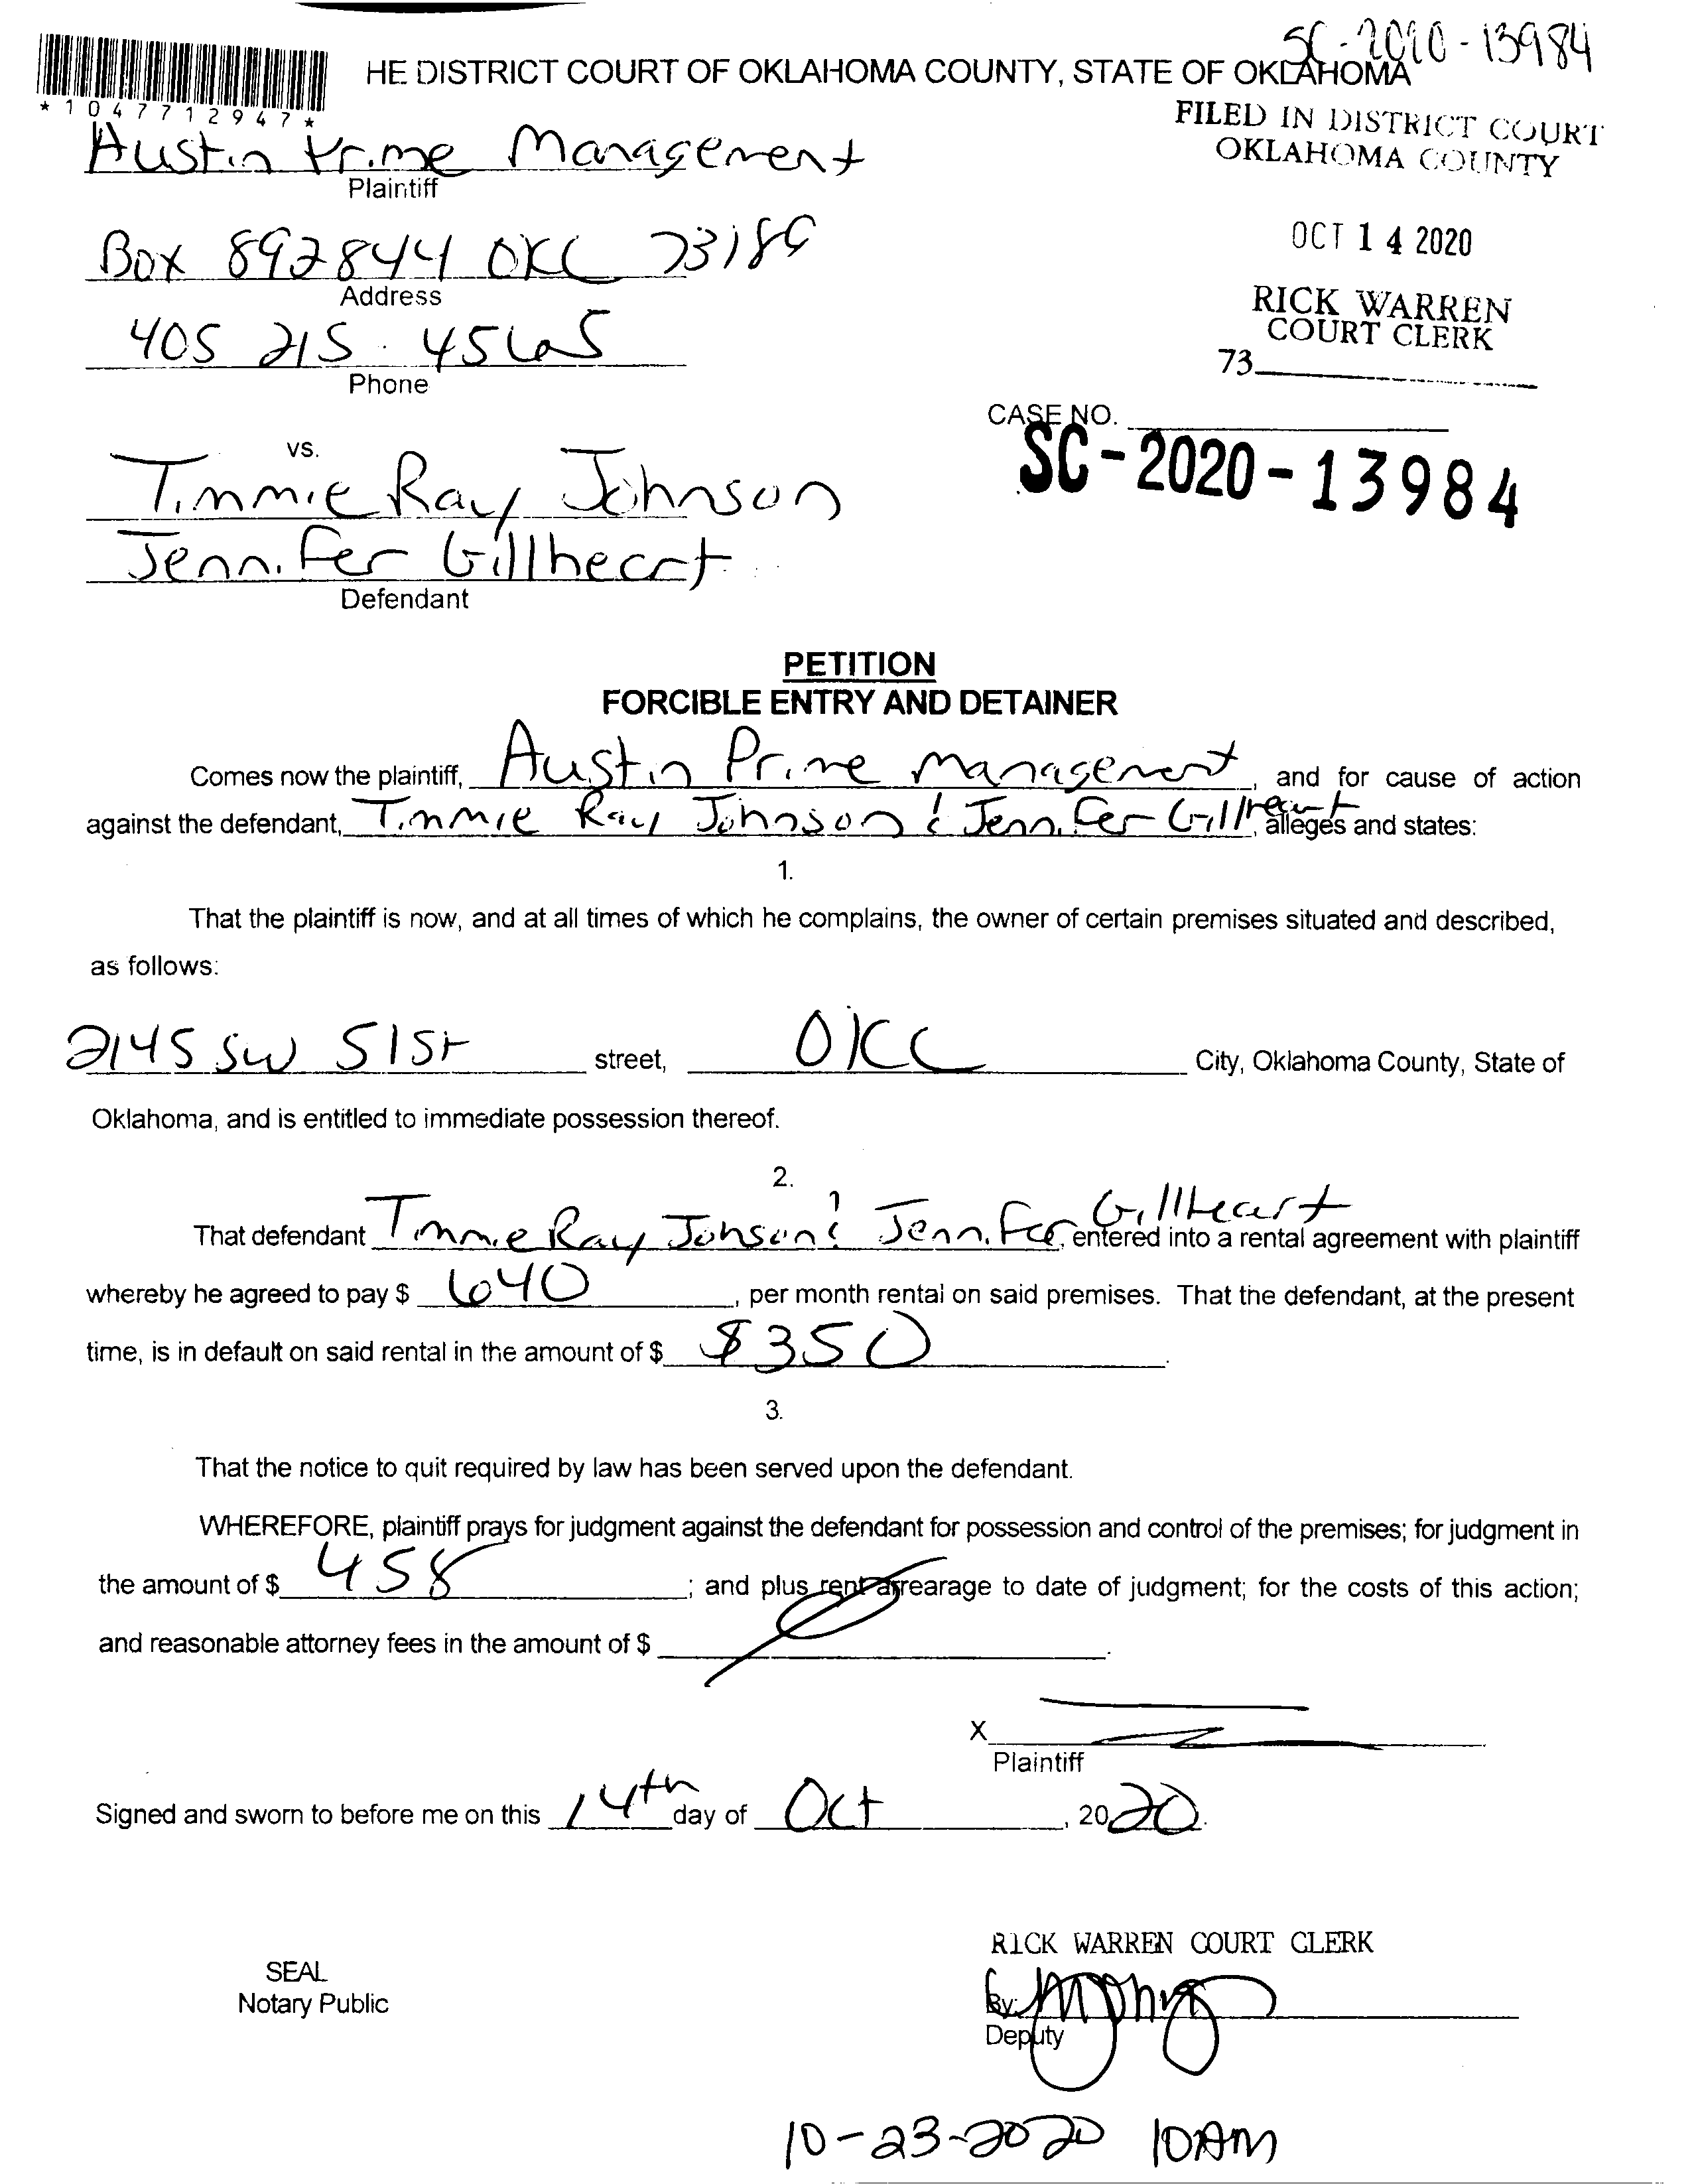 SC-2020-13984
HE DISTRICT COURT OF OKLAHOMA COUNTY, STATE OF OKLAHOMA
*1047712947*
FILED IN DISTRICT COURT
OKLAHOMA COUNTY
Austin Prime Management
Plaintiff
OCT 14 2020
Box 892844 OKC 73189
Address
RICK WARREN
COURT CLERK
405 215. 4565
Phone
73
CASE NO.
SC-2020-13984
vs.
Timmie Ray Johnson
Jennifer Gillheart
Defendant
PETITION
FORCIBLE ENTRY AND DETAINER
Comes now the plaintiff, Austin Prime Management, and for cause of action
against the defendant, Timmie Ray Johnson & Jennifer Gillheart, alleges and states:
1.
That the plaintiff is now, and at all times of which he complains, the owner of certain premises situated and described,
as follows:
2145 SW 51st street, OKC City, Oklahoma County, State of
Oklahoma, and is entitled to immediate possession thereof.
2.
That defendant Timmie Ray Johson & Jennifer Gillheart, entered into a rental agreement with plaintiff
whereby he agreed to pay $ 640, per month rental on said premises. That the defendant, at the present
time, is in default on said rental in the amount of $ $350.
3.
That the notice to quit required by law has been served upon the defendant.
WHEREFORE, plaintiff prays for judgment against the defendant for possession and control of the premises; for judgment in
the amount of $ 458; and plus rent arrearage to date of judgment; for the costs of this action;
and reasonable attorney fees in the amount of $
X
Plaintiff
Signed and sworn to before me on this 14th day of Oct, 2020.
RICK WARREN COURT CLERK
SEAL
Notary Public
By:
Deputy
10-23-2020 10AM